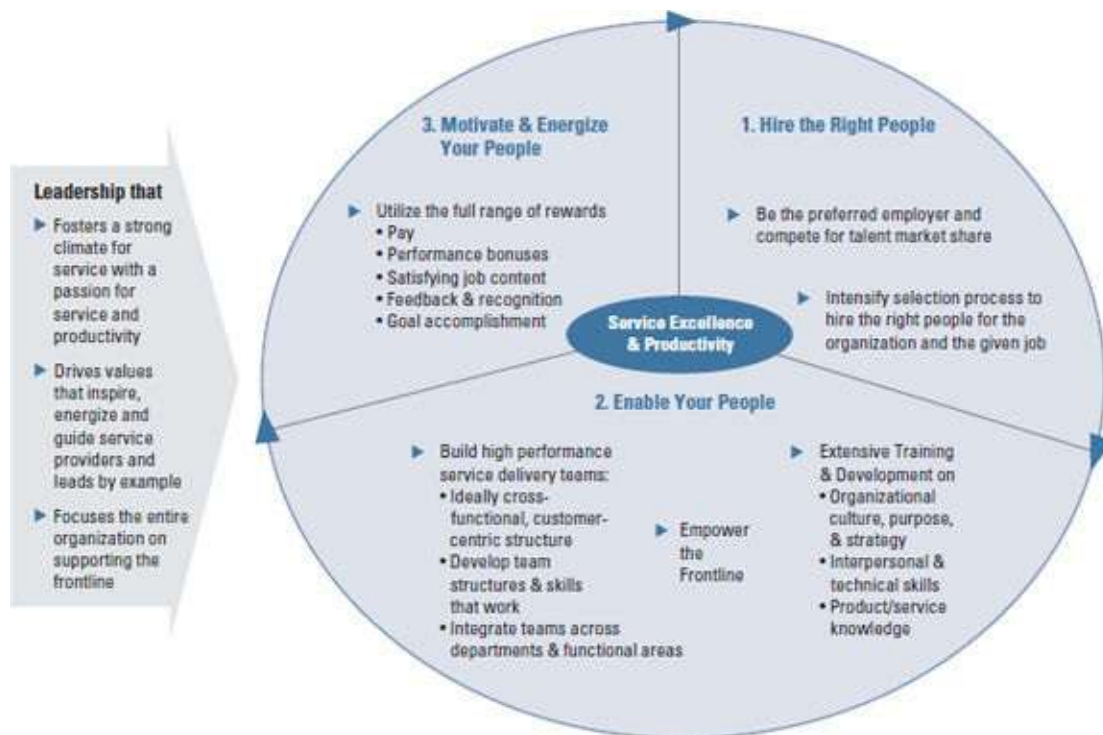 Leadership that
► Fosters a strong
climate for
service with a
passion for
service and
productivity
► Drives values
that inspire,
energize and
guide service
providers and
leads by example
► Focuses the entire
organization on
supporting the
frontline
3. Motivate & Energize
Your People
► Utilize the full range of rewards
• Pay
• Performance bonuses
• Satisfying job content
• Feedback & recognition
• Goal accomplishment
1. Hire the Right People
► Be the preferred employer and
compete for talent market share
► Intensify selection process to
hire the right people for the
organization and the given job
Service Excellence
& Productivity
2. Enable Your People
► Build high performance
service delivery teams:
• Ideally cross-
functional, customer-
centric structure
• Develop team
structures & skills
that work
• Integrate teams across
departments & functional areas
► Empower
the
Frontline
► Extensive Training
& Development on
• Organizational
culture, purpose,
& strategy
• Interpersonal &
technical skills
• Product/service
knowledge